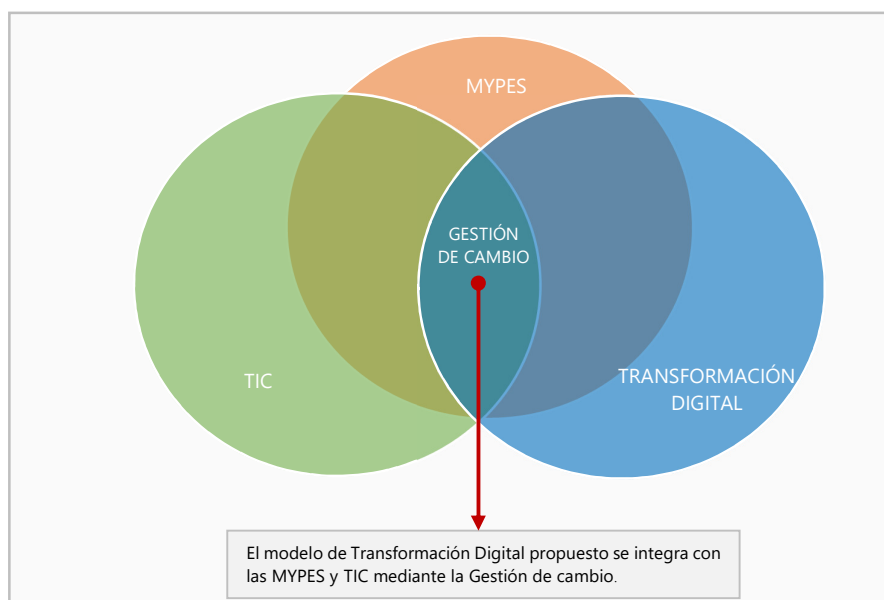 MYPES
GESTIÓN
DE CAMBIO
TIC
TRANSFORMACIÓN
DIGITAL
El modelo de Transformación Digital propuesto se integra con
las MYPES y TIC mediante la Gestión de cambio.